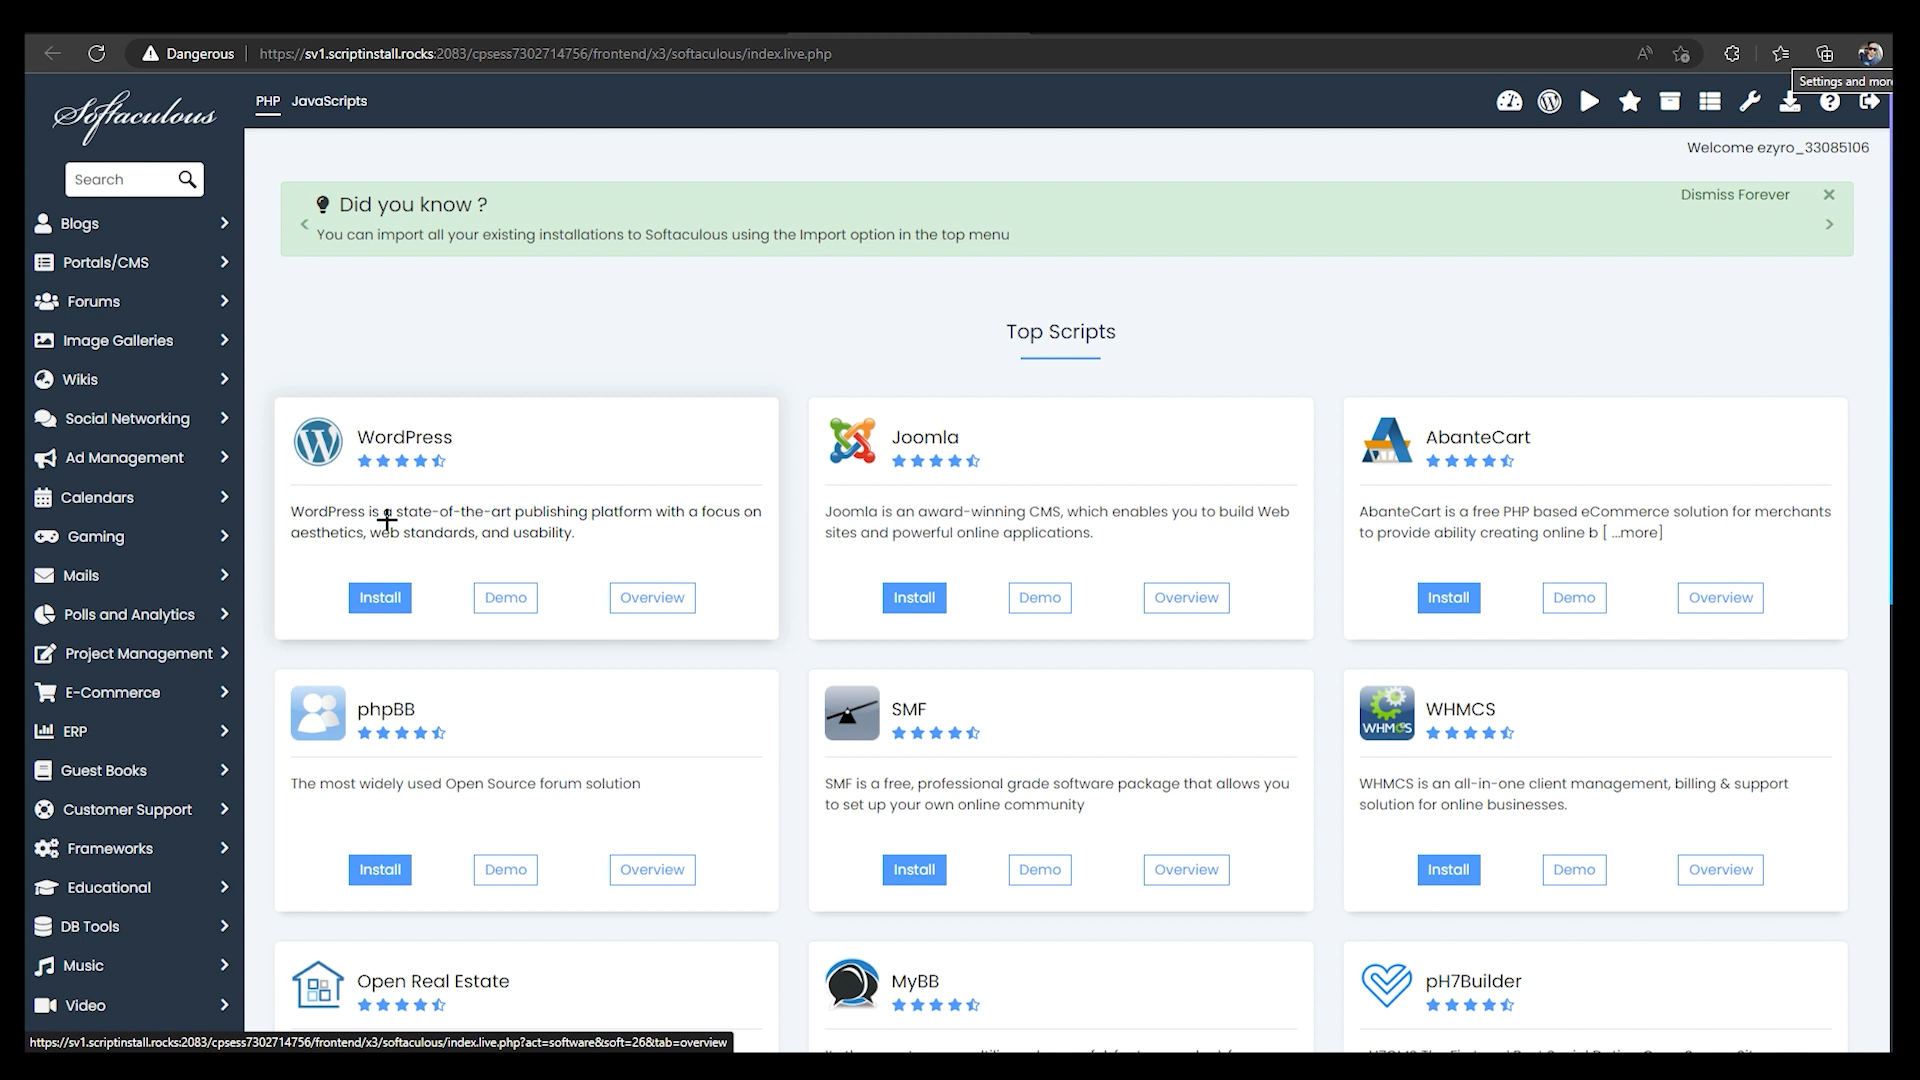 Dangerous
https://sv1.scriptinstall.rocks:2083/cpsess7302714756/frontend/x3/softaculous/index.live.php
Settings and more
Softaculous
PHP JavaScripts
Welcome ezyro_33085106
Search
Did you know ?
Dismiss Forever
You can import all your existing installations to Softaculous using the Import option in the top menu
Blogs
Portals/CMS
Forums
Image Galleries
Wikis
Social Networking
Ad Management
Calendars
Gaming
Mails
Polls and Analytics
Project Management
E-Commerce
ERP
Guest Books
Customer Support
Frameworks
Educational
DB Tools
Music
Video
Top Scripts
WordPress
WordPress is a state-of-the-art publishing platform with a focus on
aesthetics, web standards, and usability.
Install Demo Overview
Joomla
Joomla is an award-winning CMS, which enables you to build Web
sites and powerful online applications.
Install Demo Overview
AbanteCart
AbanteCart is a free PHP based eCommerce solution for merchants
to provide ability creating online b [ ...more]
Install Demo Overview
phpBB
The most widely used Open Source forum solution
Install Demo Overview
SMF
SMF is a free, professional grade software package that allows you
to set up your own online community
Install Demo Overview
WHMCS
WHMCS
WHMCS is an all-in-one client management, billing & support
solution for online businesses.
Install Demo Overview
Open Real Estate
MyBB
pH7Builder
https://sv1.scriptinstall.rocks:2083/cpsess7302714756/frontend/x3/softaculous/index.live.php?act=software&soft=26&tab=overview